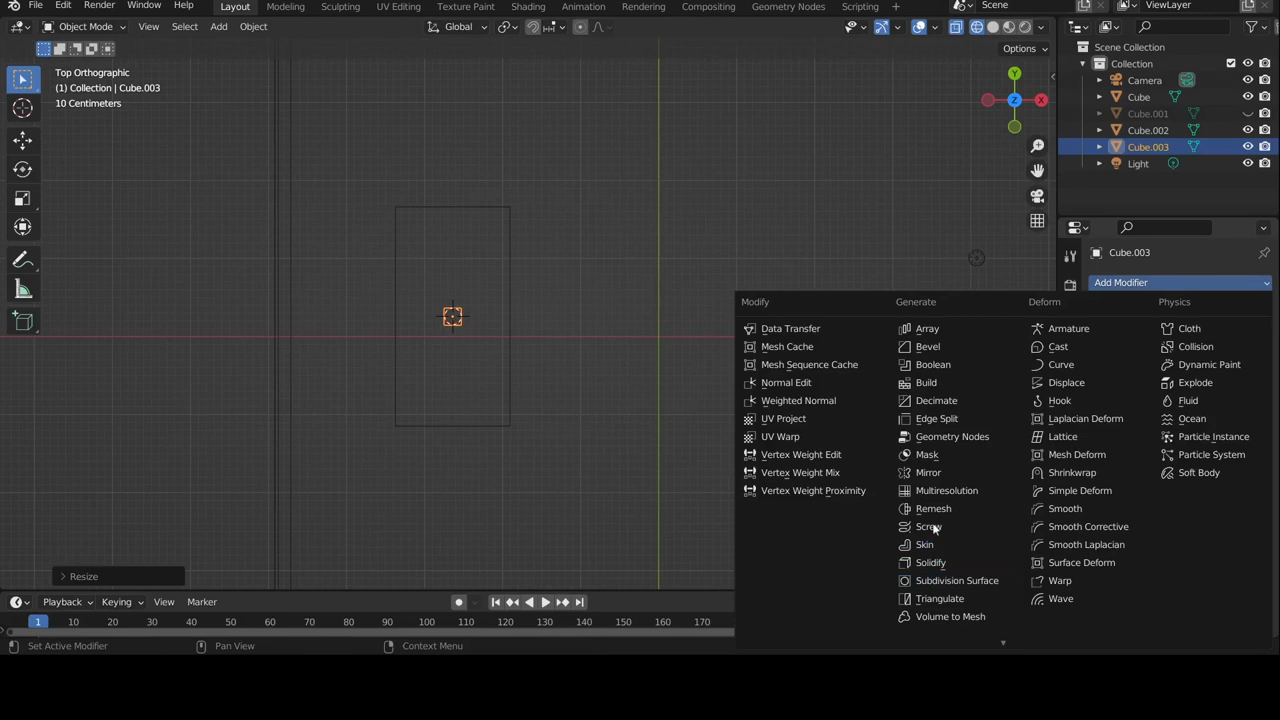 File Edit Render Window Help Layout Modeling Sculpting UV Editing Texture Paint Shading Animation Rendering Compositing Geometry Nodes Scripting + Scene ViewLayer
Object Mode View Select Add Object Global
Options
Top Orthographic
(1) Collection | Cube.003
10 Centimeters
Y
Z
X
Scene Collection
Collection
Camera
Cube
Cube.001
Cube.002
Cube.003
Light
Cube.003
Add Modifier
Modify
Data Transfer
Mesh Cache
Mesh Sequence Cache
Normal Edit
Weighted Normal
UV Project
UV Warp
Vertex Weight Edit
Vertex Weight Mix
Vertex Weight Proximity
Generate
Array
Bevel
Boolean
Build
Decimate
Edge Split
Geometry Nodes
Mask
Mirror
Multiresolution
Remesh
Screw
Skin
Solidify
Subdivision Surface
Triangulate
Volume to Mesh
Deform
Armature
Cast
Curve
Displace
Hook
Laplacian Deform
Lattice
Mesh Deform
Shrinkwrap
Simple Deform
Smooth
Smooth Corrective
Smooth Laplacian
Surface Deform
Warp
Wave
Physics
Cloth
Collision
Dynamic Paint
Explode
Fluid
Ocean
Particle Instance
Particle System
Soft Body
Resize
Playback Keying View Marker
1 10 20 30 40 50 60 70 80 90 100 110 120 130 140 150 160 170
Set Active Modifier Pan View Context Menu